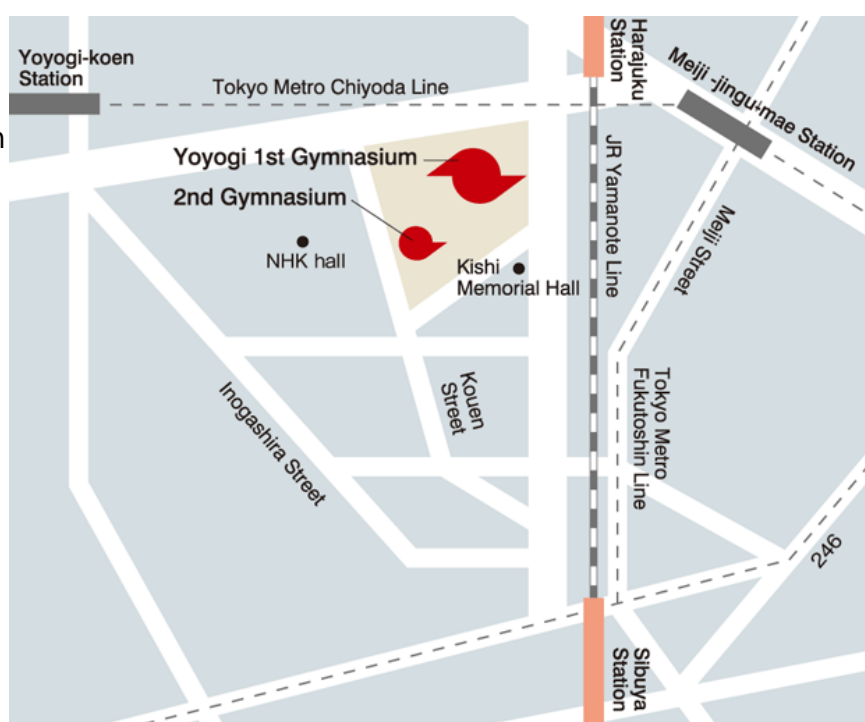 Yoyogi-koen
Station
Tokyo Metro Chiyoda Line
Harajuku
Station
Meiji -jingu-mae Station
n
Yoyogi 1st Gymnasium
2nd Gymnasium
NHK hall
Kishi
Memorial Hall
JR Yamanote Line
Meiji Street
Inogashira Street
Kouen
Street
Tokyo Metro
Fukutoshin Line
246
Sibuya
Station